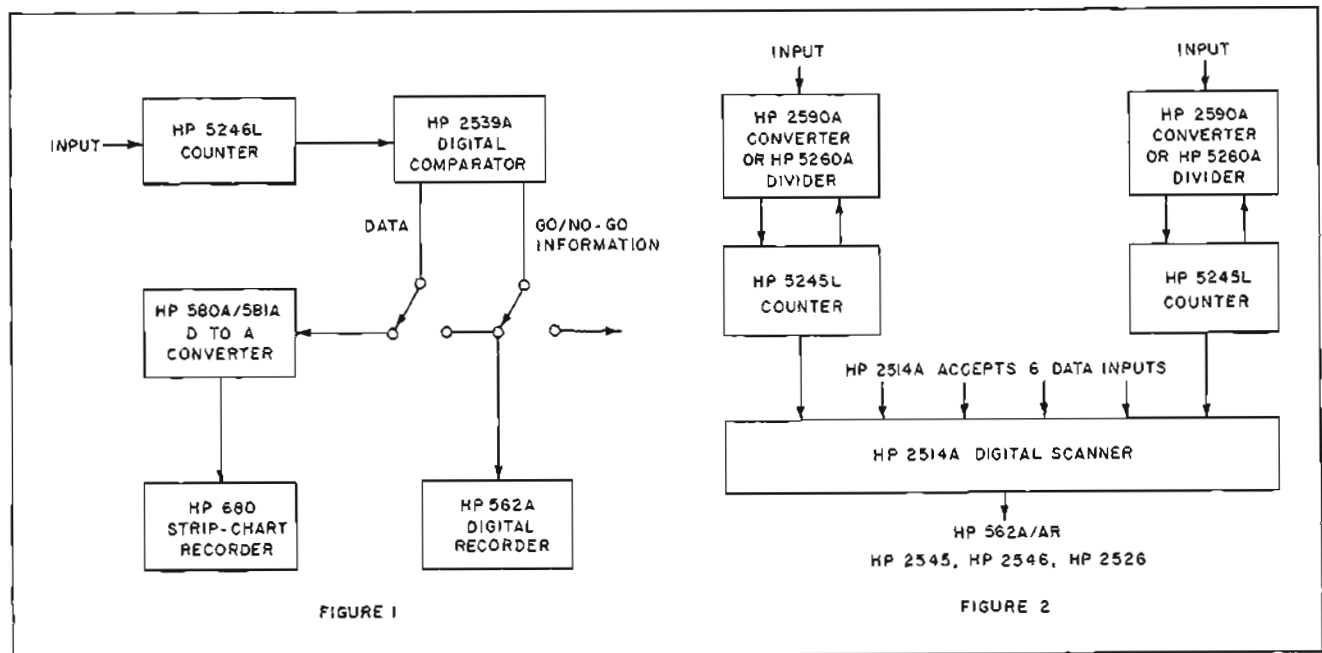 INPUT
HP 5246L
COUNTER
HP 2539A
DIGITAL
COMPARATOR
DATA
GO/NO-GO
INFORMATION
HP 580A/581A
D TO A
CONVERTER
HP 680
STRIP-CHART
RECORDER
HP 562A
DIGITAL
RECORDER
FIGURE 1
INPUT
HP 2590A
CONVERTER
OR HP 5260A
DIVIDER
HP 5245L
COUNTER
INPUT
HP 2590A
CONVERTER
OR HP 5260A
DIVIDER
HP 5245L
COUNTER
HP 2514A ACCEPTS 6 DATA INPUTS
HP 2514A DIGITAL SCANNER
HP 562A/AR
HP 2545, HP 2546, HP 2526
FIGURE 2